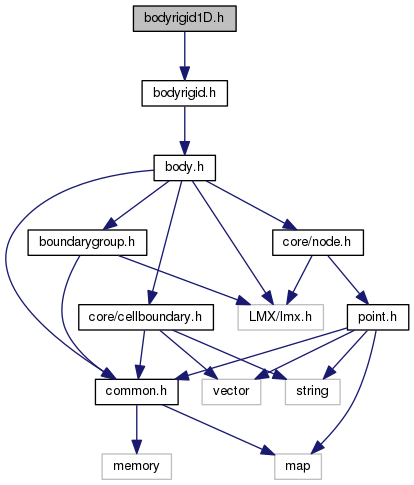 bodyrigid1D.h
bodyrigid.h
body.h
boundarygroup.h
core/node.h
core/cellboundary.h
LMX/lmx.h
point.h
common.h
vector
string
memory
map